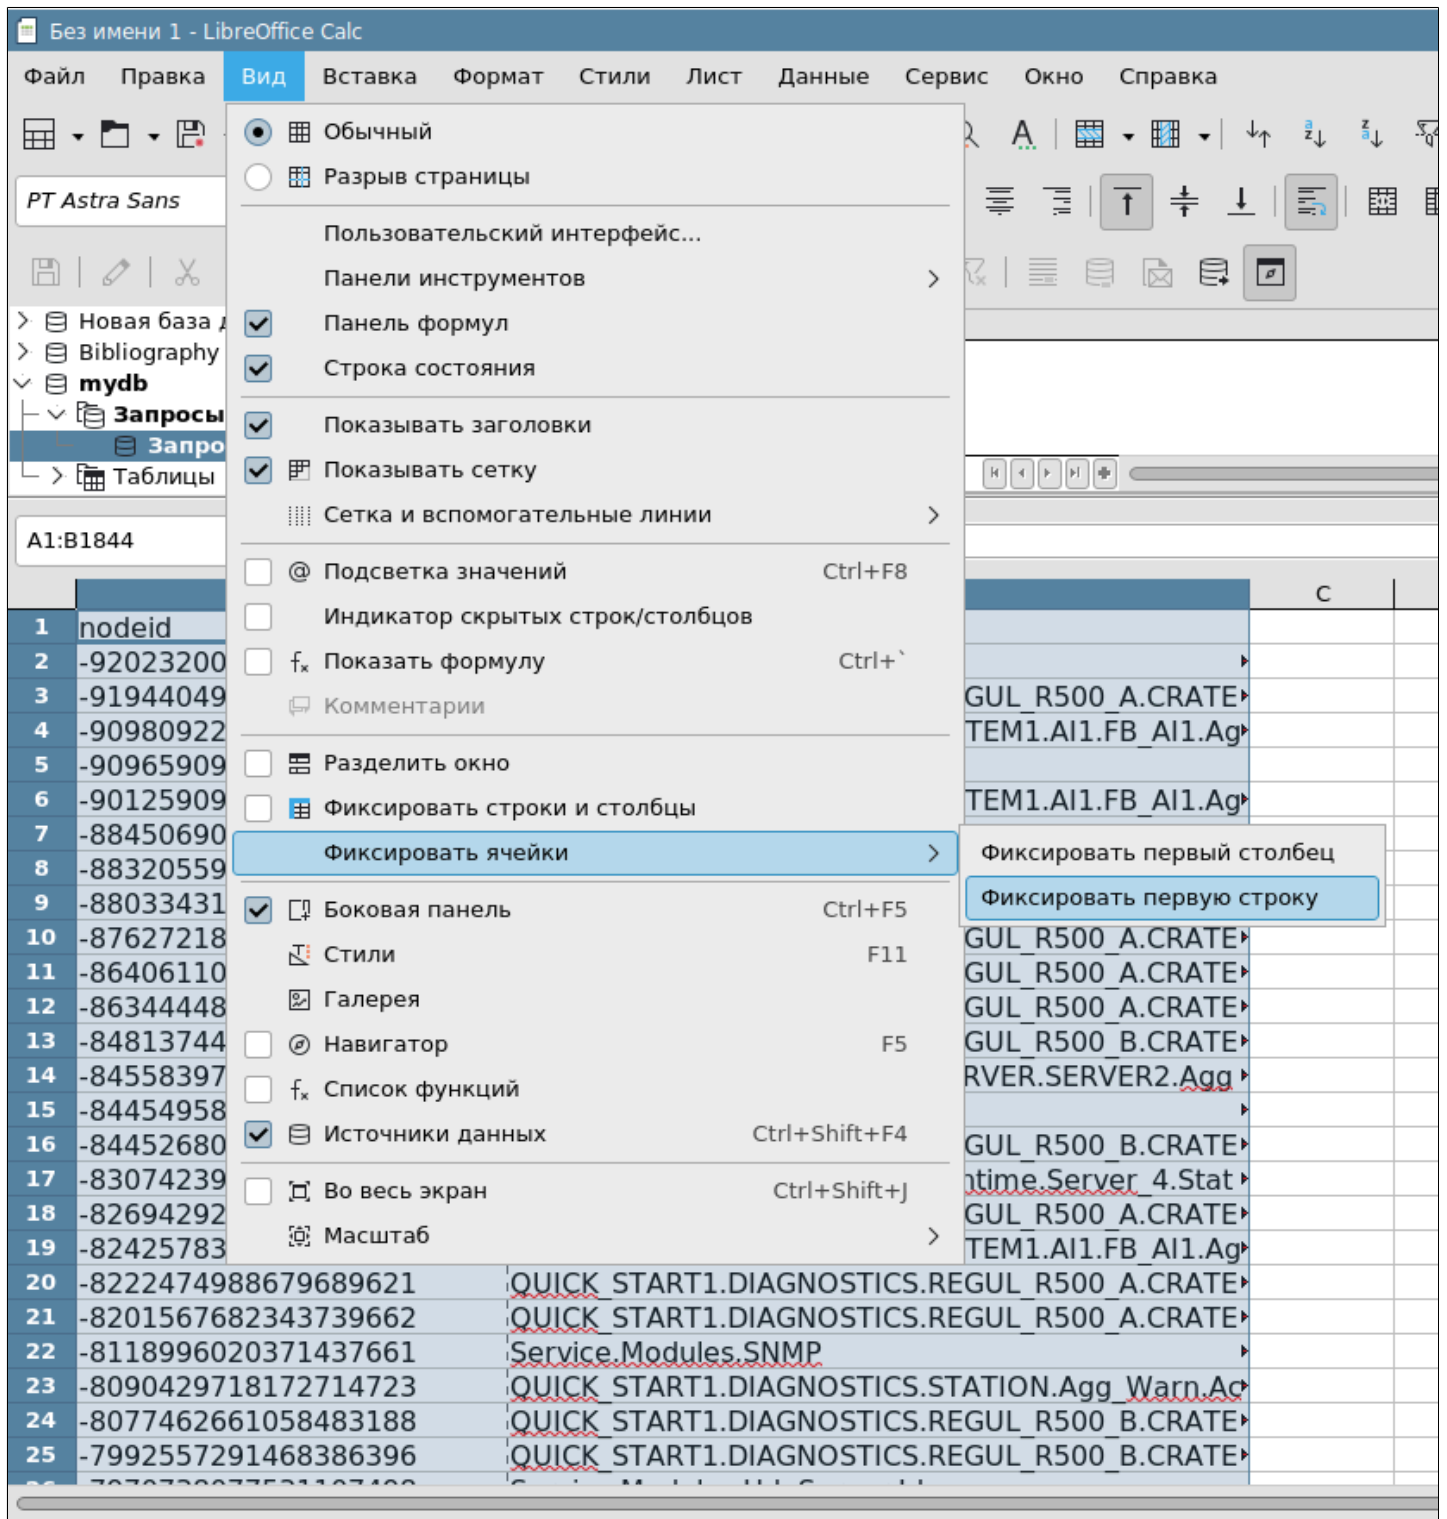 Без имени 1 - LibreOffice Calc
Файл Правка Вид Вставка Формат Стили Лист Данные Сервис Окно Справка
Обычный
Разрыв страницы
PT Astra Sans
Пользовательский интерфейс...
Панели инструментов
Новая база
Панель формул
Bibliography
Строка состояния
mydb
Запросы
Показывать заголовки
Запро
Показывать сетку
Таблицы
Сетка и вспомогательные линии
A1:B1844
Подсветка значений Ctrl+F8
C
Индикатор скрытых строк/столбцов
1 nodeid
Показать формулу Ctrl+`
2 -92023200
3 -91944049 GUL_R500_A.CRATE
Комментарии
4 -90980922 TEM1.AI1.FB_AI1.Ag
Разделить окно
5 -90965909
6 -90125909 TEM1.AI1.FB_AI1.Ag
Фиксировать строки и столбцы
7 -88450690
Фиксировать ячейки
Фиксировать первый столбец
8 -88320559
Фиксировать первую строку
9 -88033431
Боковая панель Ctrl+F5
10 -87627218 GUL_R500_A.CRATE
Стили F11
11 -86406110 GUL_R500_A.CRATE
Галерея
12 -86344448 GUL_R500_A.CRATE
13 -84813744 GUL_R500_B.CRATE
Навигатор F5
14 -84558397 RVER.SERVER2.Agg
Список функций
15 -84454958
Источники данных Ctrl+Shift+F4
16 -84452680 GUL_R500_B.CRATE
17 -83074239 ntime.Server_4.Stat
Во весь экран Ctrl+Shift+J
18 -82694292 GUL_R500_A.CRATE
Масштаб
19 -82425783 TEM1.AI1.FB_AI1.Ag
20 -8222474988679689621 QUICK_START1.DIAGNOSTICS.REGUL_R500_A.CRATE
21 -8201567682343739662 QUICK_START1.DIAGNOSTICS.REGUL_R500_A.CRATE
22 -8118996020371437661 Service.Modules.SNMP
23 -8090429718172714723 QUICK_START1.DIAGNOSTICS.STATION.Agg_Warn.Ac
24 -8077462661058483188 QUICK_START1.DIAGNOSTICS.REGUL_R500_B.CRATE
25 -7992557291468386396 QUICK_START1.DIAGNOSTICS.REGUL_R500_B.CRATE